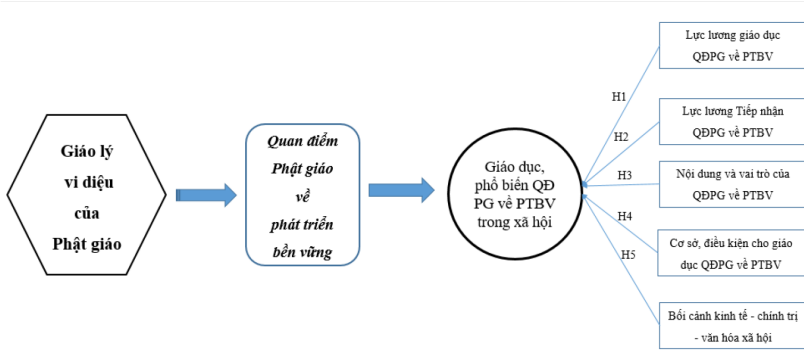 Giáo lý
vi diệu
của
Phật giáo
Quan điểm
Phật giáo
về
phát triển
bền vững
Giáo dục,
phổ biến QĐ
PG về PTBV
trong xã hội
H1
H2
H3
H4
H5
Lực lương giáo dục
QĐPG về PTBV
Lực lương Tiếp nhận
QĐPG về PTBV
Nội dung và vai trò của
QĐPG về PTBV
Cơ sở, điều kiện cho giáo
dục QĐPG về PTBV
Bối cảnh kinh tế - chính trị
- văn hóa xã hội